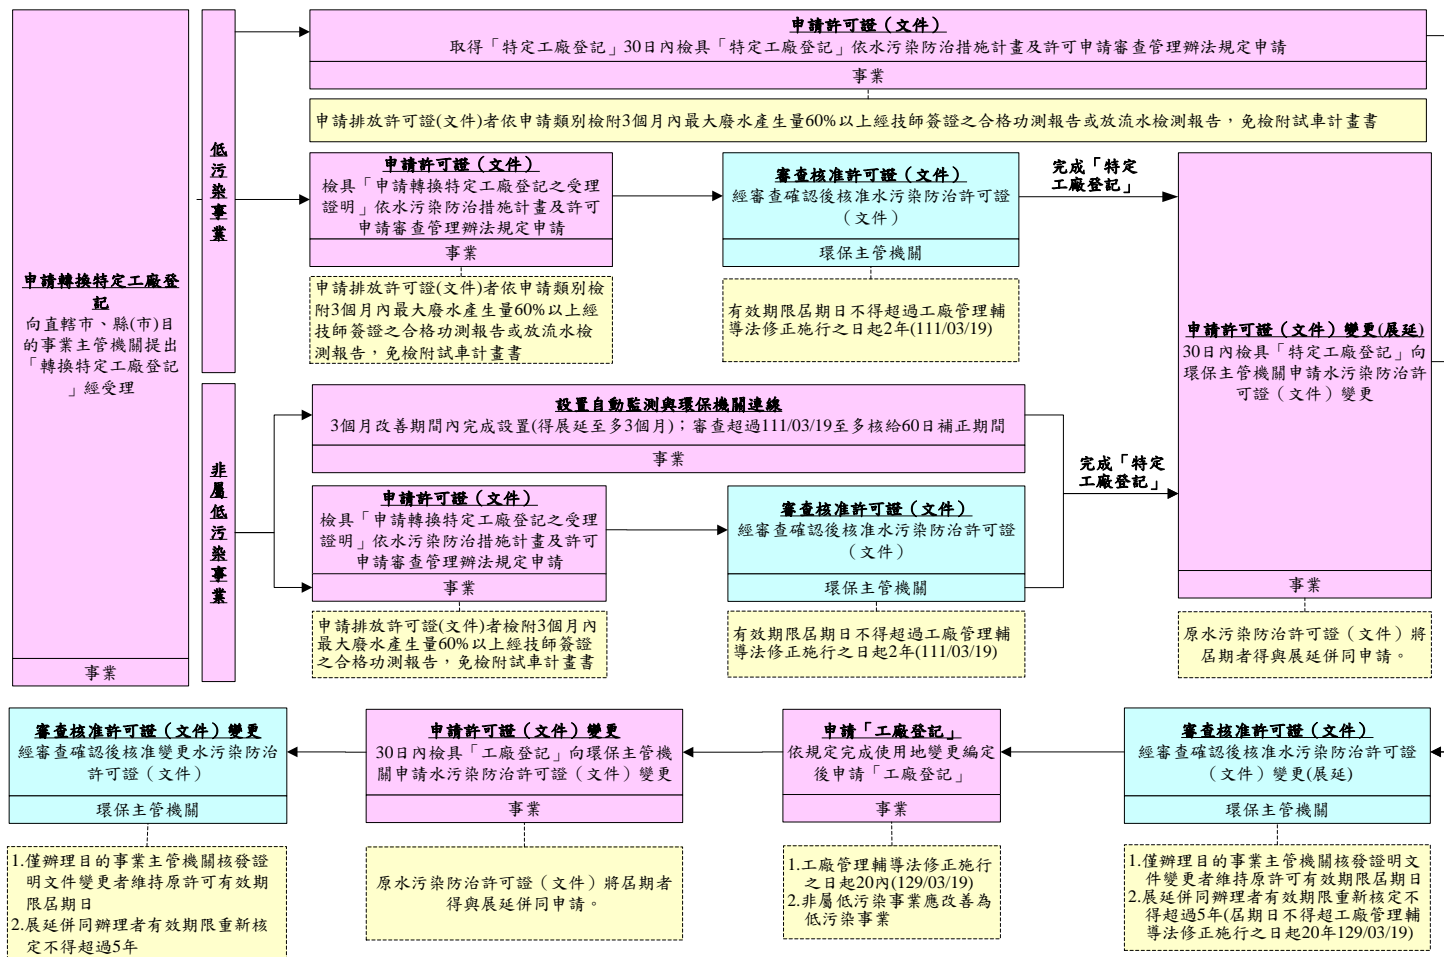 申請轉換特定工廠登
記
向直轄市、縣(市)目
的事業主管機關提出
「轉換特定工廠登記
」經受理
事業
低污染事業
申請許可證（文件）
取得「特定工廠登記」30日內檢具「特定工廠登記」依水污染防治措施計畫及許可申請審查管理辦法規定申請
事業
申請排放許可證(文件)者依申請類別檢附3個月內最大廢水產生量60%以上經技師簽證之合格功測報告或放流水檢測報告，免檢附試車計畫書
申請許可證（文件）
檢具「申請轉換特定工廠登記之受理
證明」依水污染防治措施計畫及許可
申請審查管理辦法規定申請
事業
申請排放許可證(文件)者依申請類別檢
附3個月內最大廢水產生量60%以上經
技師簽證之合格功測報告或放流水檢
測報告，免檢附試車計畫書
審查核准許可證（文件）
經審查確認後核准水污染防治許可證
（文件）
環保主管機關
有效期限屆期日不得超過工廠管理輔
導法修正施行之日起2年(111/03/19)
完成「特定
工廠登記」
非屬低污染事業
設置自動監測與環保機關連線
3個月改善期間內完成設置(得展延至多3個月)；審查超過111/03/19至多核給60日補正期間
事業
申請許可證（文件）
檢具「申請轉換特定工廠登記之受理
證明」依水污染防治措施計畫及許可
申請審查管理辦法規定申請
事業
申請排放許可證(文件)者檢附3個月內
最大廢水產生量60%以上經技師簽證
之合格功測報告，免檢附試車計畫書
審查核准許可證（文件）
經審查確認後核准水污染防治許可證
（文件）
環保主管機關
有效期限屆期日不得超過工廠管理輔
導法修正施行之日起2年(111/03/19)
完成「特定
工廠登記」
申請許可證（文件）變更(展延)
30日內檢具「特定工廠登記」向
環保主管機關申請水污染防治許
可證（文件）變更
事業
原水污染防治許可證（文件）將
屆期者得與展延併同申請。
審查核准許可證（文件）變更
經審查確認後核准變更水污染防治
許可證（文件）
環保主管機關
1.僅辦理目的事業主管機關核發證
明文件變更者維持原許可有效期
限屆期日
2.展延併同辦理者有效期限重新核
定不得超過5年
申請許可證（文件）變更
30日內檢具「工廠登記」向環保主管機
關申請水污染防治許可證（文件）變更
事業
原水污染防治許可證（文件）將屆期者
得與展延併同申請。
申請「工廠登記」
依規定完成使用地變更編定
後申請「工廠登記」
事業
1.工廠管理輔導法修正施行
之日起20內(129/03/19)
2.非屬低污染事業應改善為
低污染事業
審查核准許可證（文件）
經審查確認後核准水污染防治許可證
（文件）變更(展延)
環保主管機關
1.僅辦理目的事業主管機關核發證明文
件變更者維持原許可有效期限屆期日
2.展延併同辦理者有效期限重新核定不
得超過5年(屆期日不得超工廠管理輔
導法修正施行之日起20年129/03/19)